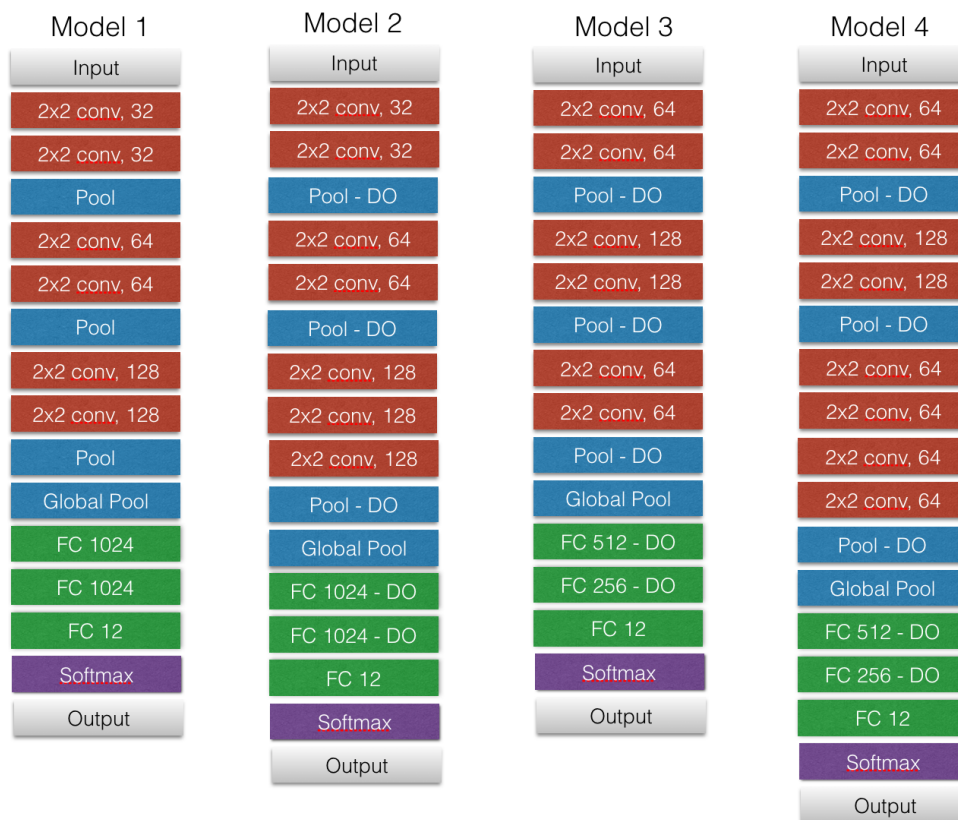 Model 1
Input
2x2 conv, 32
2x2 conv, 32
Pool
2x2 conv, 64
2x2 conv, 64
Pool
2x2 conv, 128
2x2 conv, 128
Pool
Global Pool
FC 1024
FC 1024
FC 12
Softmax
Output
Model 2
Input
2x2 conv, 32
2x2 conv, 32
Pool - DO
2x2 conv, 64
2x2 conv, 64
Pool - DO
2x2 conv, 128
2x2 conv, 128
2x2 conv, 128
Pool - DO
Global Pool
FC 1024 - DO
FC 1024 - DO
FC 12
Softmax
Output
Model 3
Input
2x2 conv, 64
2x2 conv, 64
Pool - DO
2x2 conv, 128
2x2 conv, 128
Pool - DO
2x2 conv, 64
2x2 conv, 64
Pool - DO
Global Pool
FC 512 - DO
FC 256 - DO
FC 12
Softmax
Output
Model 4
Input
2x2 conv, 64
2x2 conv, 64
Pool - DO
2x2 conv, 128
2x2 conv, 128
Pool - DO
2x2 conv, 64
2x2 conv, 64
2x2 conv, 64
2x2 conv, 64
Pool - DO
Global Pool
FC 512 - DO
FC 256 - DO
FC 12
Softmax
Output